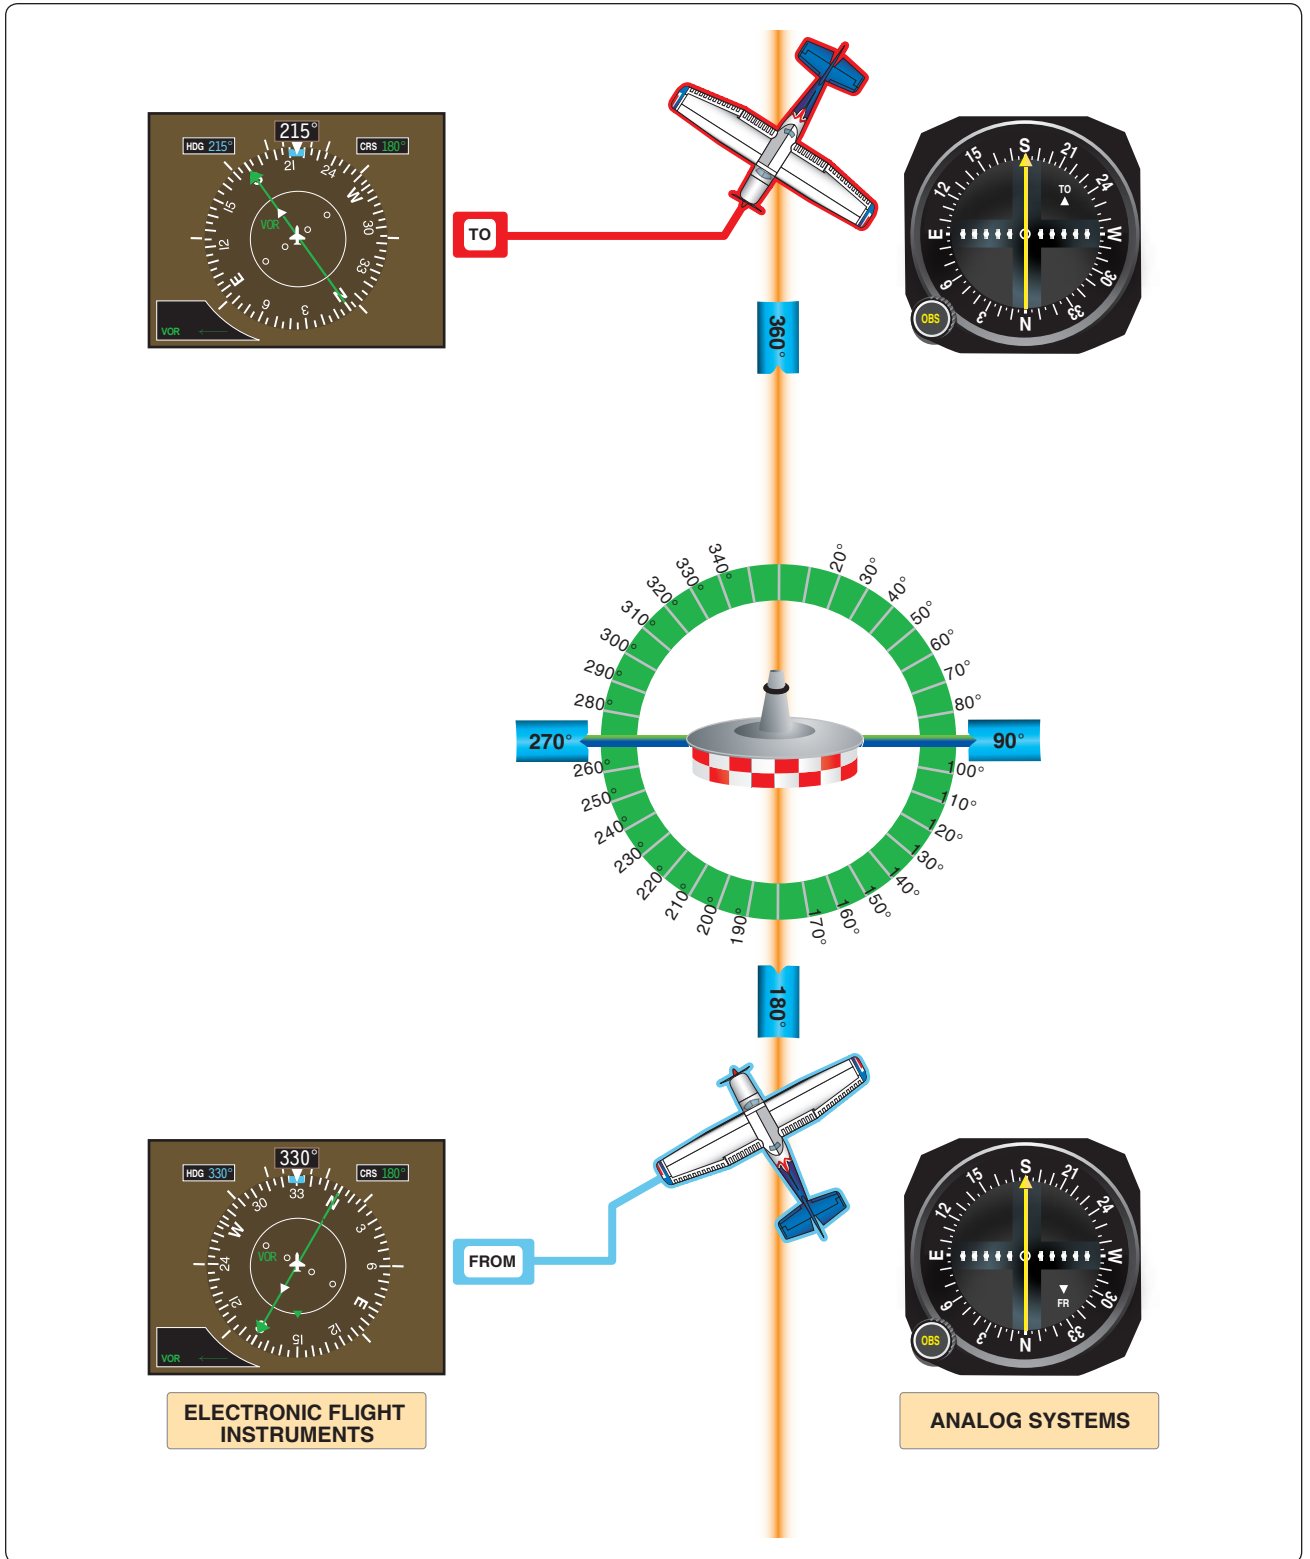 215°
HDG 215°
CRS 180°
21
24
W
30
33
N
3
6
E
12
15
S
VOR
VOR
TO
360°
S
21
24
W
30
33
N
3
6
E
12
15
TO
OBS
340°
330°
320°
310°
300°
290°
280°
270°
260°
250°
240°
230°
220°
210°
200°
190°
20°
30°
40°
50°
60°
70°
80°
90°
100°
110°
120°
130°
140°
150°
160°
170°
180°
330°
HDG 330°
CRS 180°
33
N
3
6
E
12
15
21
24
W
30
VOR
VOR
FROM
S
21
24
W
30
33
N
3
6
E
12
15
FR
OBS
ELECTRONIC FLIGHT
INSTRUMENTS
ANALOG SYSTEMS